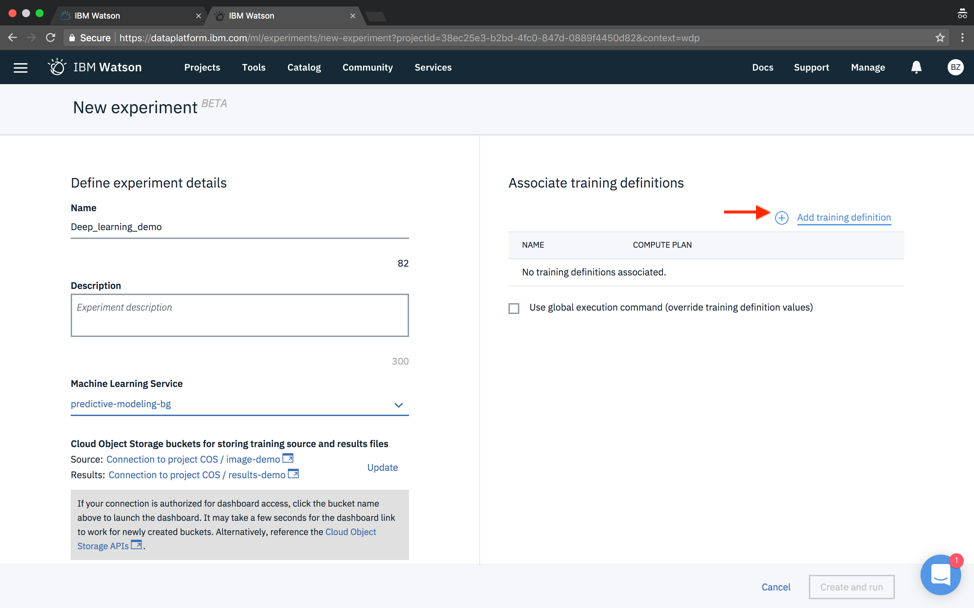 IBM Watson
IBM Watson
Secure https://dataplatform.ibm.com/ml/experiments/new-experiment?projectid=38ec25e3-b2bd-4fc0-847d-0889f4450d82&context=wdp
IBM Watson Projects Tools Catalog Community Services Docs Support Manage BZ
New experiment BETA
Define experiment details
Name
Deep_learning_demo
82
Description
Experiment description
300
Machine Learning Service
predictive-modeling-bg
Cloud Object Storage buckets for storing training source and results files
Source: Connection to project COS / image-demo
Results: Connection to project COS / results-demo
Update
If your connection is authorized for dashboard access, click the bucket name
above to launch the dashboard. It may take a few seconds for the dashboard link
to work for newly created buckets. Alternatively, reference the Cloud Object
Storage APIs.
Associate training definitions
Add training definition
NAME COMPUTE PLAN
No training definitions associated.
Use global execution command (override training definition values)
Cancel
Create and run
1